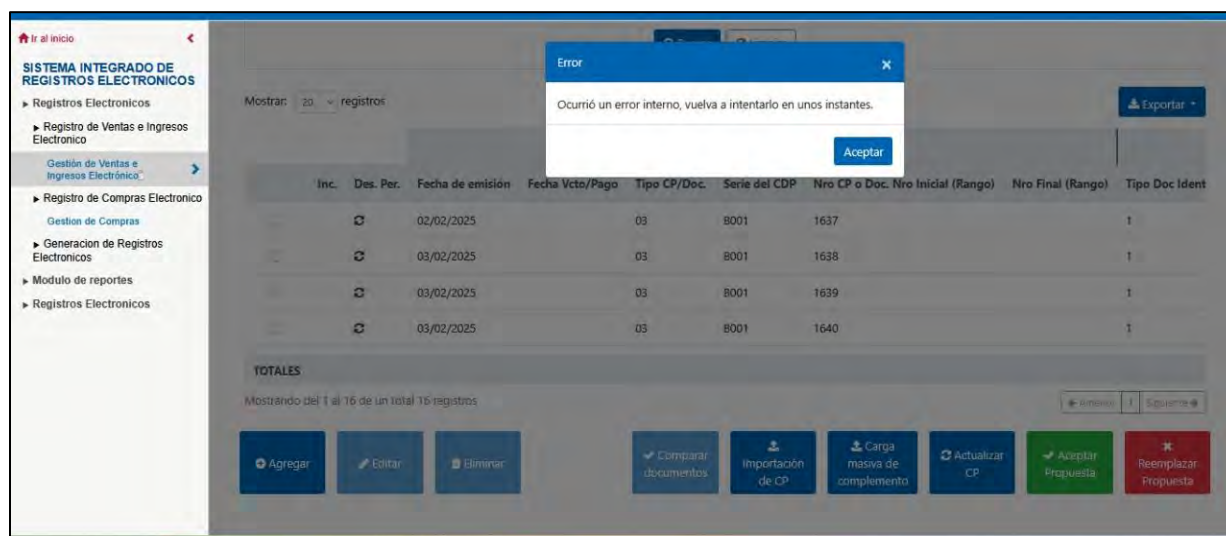 Ir al inicio
SISTEMA INTEGRADO DE
REGISTROS ELECTRONICOS
Registros Electronicos
Registro de Ventas e Ingresos
Electronico
Gestión de Ventas e
Ingresos Electrónico
Registro de Compras Electronico
Gestion de Compras
Generacion de Registros
Electronicos
Modulo de reportes
Registros Electronicos
Error
Ocurrió un error interno, vuelva a intentarlo en unos instantes.
Aceptar
Mostrar: 20 registros
Exportar
Inc. Des. Per. Fecha de emisión Fecha Vcto/Pago Tipo CP/Doc. Serie del CDP Nro CP o Doc. Nro Inicial (Rango) Nro Final (Rango) Tipo Doc Ident
02/02/2025 03 B001 1637 1
03/02/2025 03 B001 1638 1
03/02/2025 03 B001 1639 1
03/02/2025 03 B001 1640 1
TOTALES
Mostrando del 1 al 16 de un total 16 registros
Anterior 1 Siguiente
Agregar
Editar
Eliminar
Comparar
documentos
Importación
de CP
Carga
masiva de
complemento
Actualizar
CP
Aceptar
Propuesta
Reemplazar
Propuesta